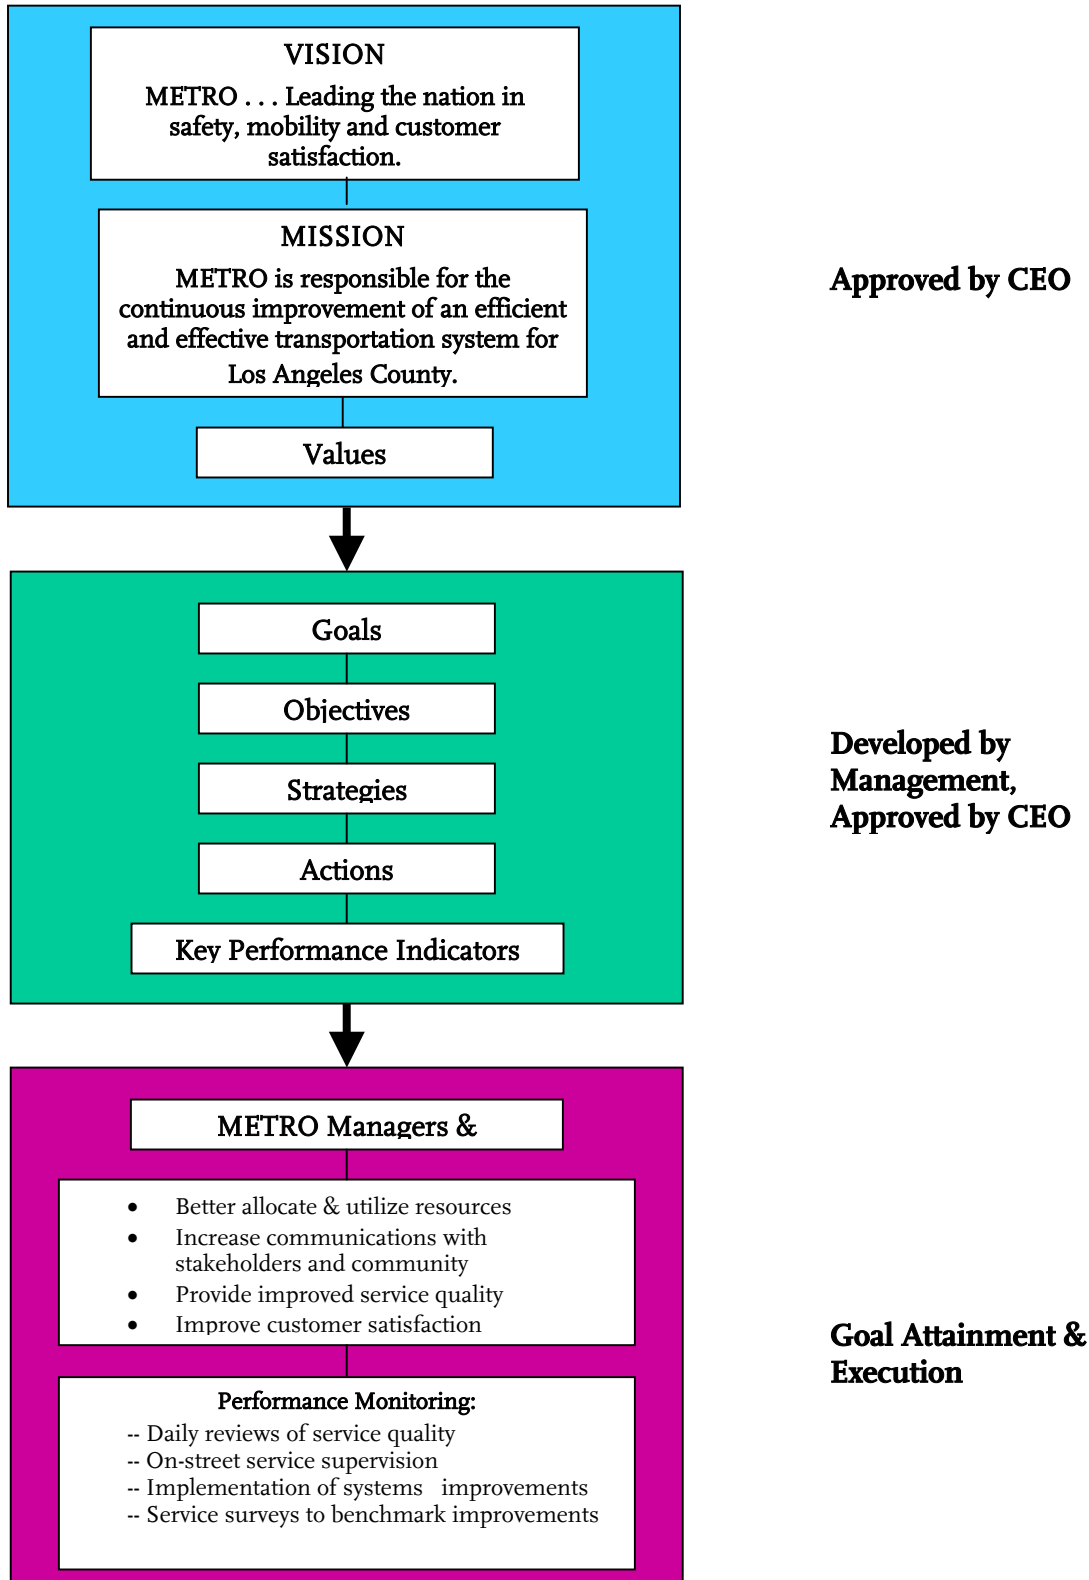 VISION
METRO . . . Leading the nation in
safety, mobility and customer
satisfaction.
MISSION
METRO is responsible for the
continuous improvement of an efficient
and effective transportation system for
Los Angeles County.
Values
Approved by CEO
Goals
Objectives
Strategies
Actions
Key Performance Indicators
Developed by
Management,
Approved by CEO
METRO Managers &
• Better allocate & utilize resources
• Increase communications with
stakeholders and community
• Provide improved service quality
• Improve customer satisfaction
Performance Monitoring:
-- Daily reviews of service quality
-- On-street service supervision
-- Implementation of systems improvements
-- Service surveys to benchmark improvements
Goal Attainment &
Execution